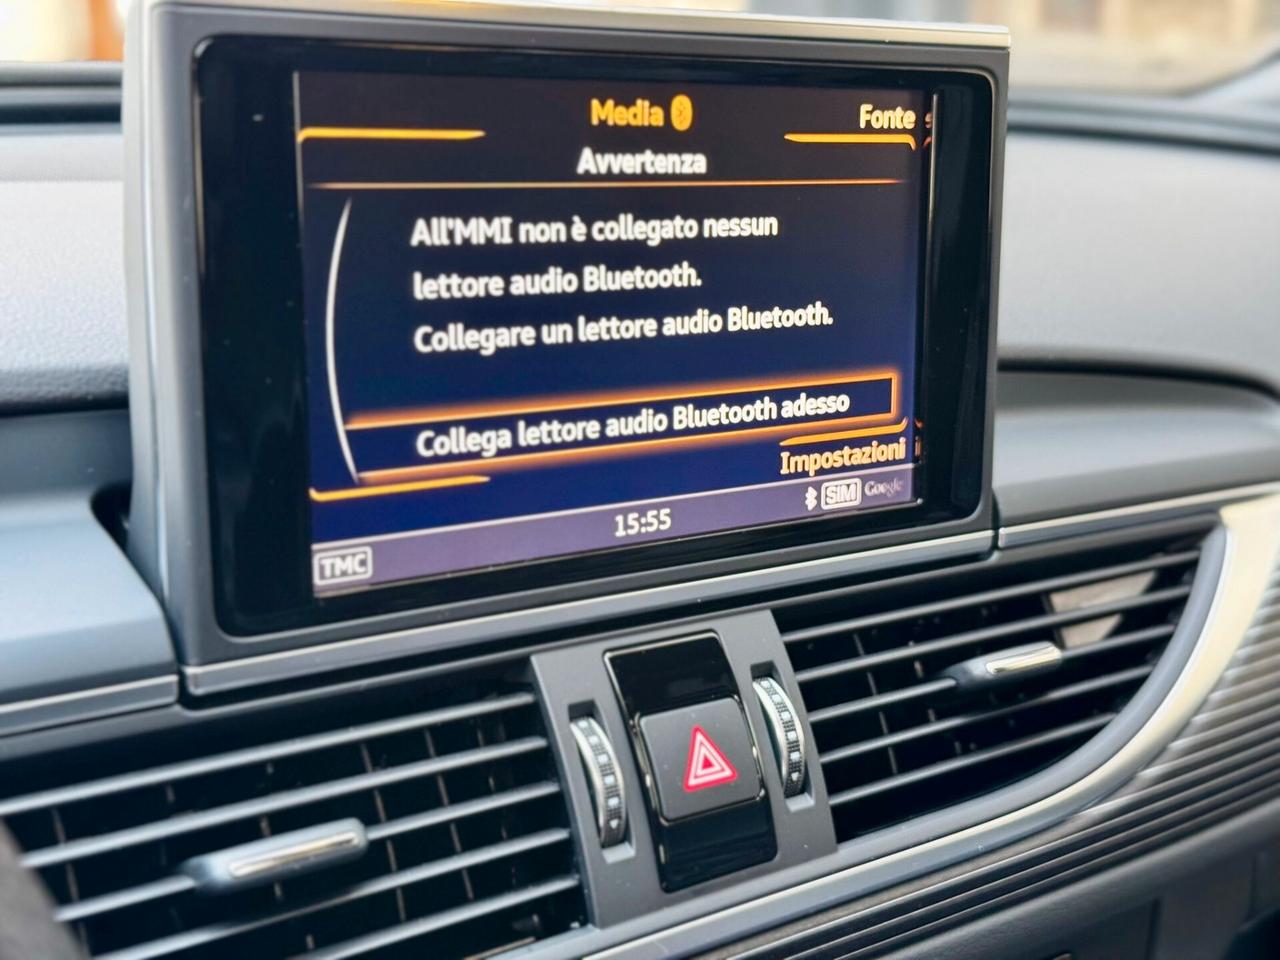 Media
Fonte
Avvertenza
All'MMI non è collegato nessun
lettore audio Bluetooth.
Collegare un lettore audio Bluetooth.
Collega lettore audio Bluetooth adesso
Impostazioni
SIM Google
15:55
TMC